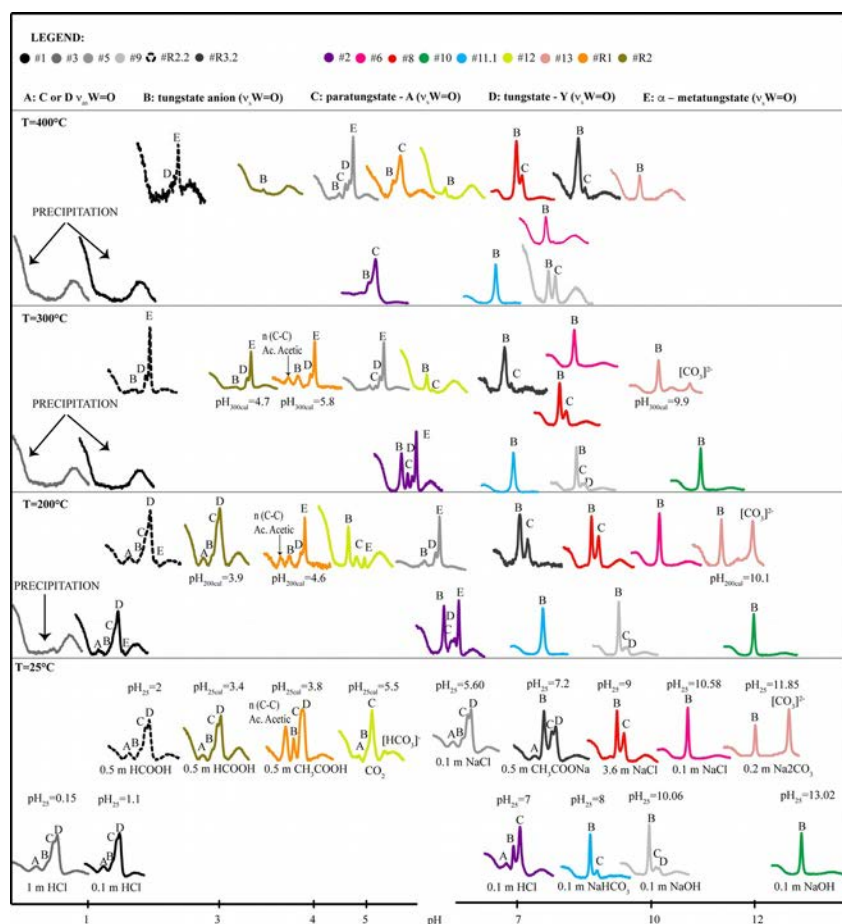 LEGEND:
#1 #3 #5 #9 #R2.2 #R3.2 #2 #6 #8 #10 #11.1 #12 #13 #R1 #R2
A: C or D νasW=O B: tungstate anion (νsW=O) C: paratungstate - A (νsW=O) D: tungstate - Y (νsW=O) E: α – metatungstate (νsW=O)
T=400°C
E
D
B
E
D
C
B
C
B
B
B
C
B
C
B
B
PRECIPITATION
C
B
B
B
C
T=300°C
E
D
B
E
D
B
n (C-C)
Ac. Acetic
E
D
B
E
D
C
B
B
C
B
C
B
B
[CO3]2-
pH300cal=4.7 pH300cal=5.8 pH300cal=9.9
B
C
PRECIPITATION
B
C
D
E
B
B
C
D
B
T=200°C
D
C
B
A
E
D
C
B
A
n (C-C)
Ac. Acetic
E
D
B
B
C
E
E
D
B
B
C
B
C
B
B
[CO3]2-
pH200cal=3.9 pH200cal=4.6 pH200cal=10.1
PRECIPITATION
D
C
B
A
E
B
D
C
E
B
B
C
D
B
T=25°C
pH25=2 pH25cal=3.4 pH25cal=3.8 pH25cal=5.5 pH25=5.60 pH25=7.2 pH25=9 pH25=10.58 pH25=11.85
D
C
B
A
D
C
B
A
n (C-C)
Ac. Acetic
D
C
B
C
B
A
[HCO3]-
D
C
B
A
B
C
D
A
B
C
B
B
[CO3]2-
0.5 m HCOOH 0.5 m HCOOH 0.5 m CH3COOH CO2 0.1 m NaCl 0.5 m CH3COONa 3.6 m NaCl 0.1 m NaCl 0.2 m Na2CO3
pH25=0.15 pH25=1.1 pH25=7 pH25=8 pH25=10.06 pH25=13.02
D
C
B
A
D
C
B
A
C
B
A
B
C
B
C
D
B
1 m HCl 0.1 m HCl 0.1 m HCl 0.1 m NaHCO3 0.1 m NaOH 0.1 m NaOH
1 3 4 5 pH 7 10 12